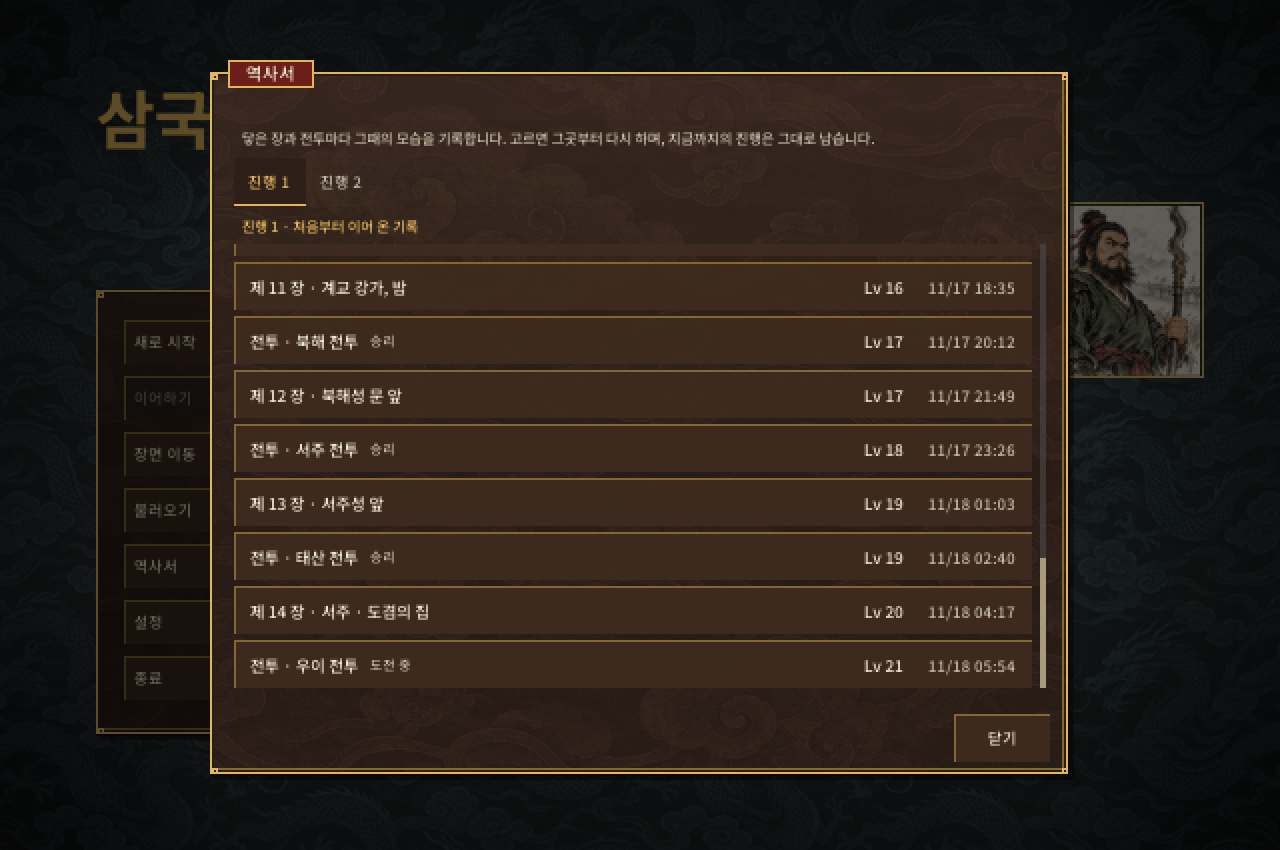 역사서
삼국
닿은 장과 전투마다 그때의 모습을 기록합니다. 고르면 그곳부터 다시 하며, 지금까지의 진행은 그대로 남습니다.
진행 1 진행 2
진행 1 - 처음부터 이어 온 기록
제 11 장 · 계교 강가, 밤 Lv 16 11/17 18:35
전투 · 북해 전투 승리 Lv 17 11/17 20:12
제 12 장 · 북해성 문 앞 Lv 17 11/17 21:49
전투 · 서주 전투 승리 Lv 18 11/17 23:26
제 13 장 · 서주성 앞 Lv 19 11/18 01:03
전투 · 태산 전투 승리 Lv 19 11/18 02:40
제 14 장 · 서주 · 도겸의 집 Lv 20 11/18 04:17
전투 · 우이 전투 도전 중 Lv 21 11/18 05:54
닫기
새로 시작
이어하기
장면 이동
불러오기
역사서
설정
종료